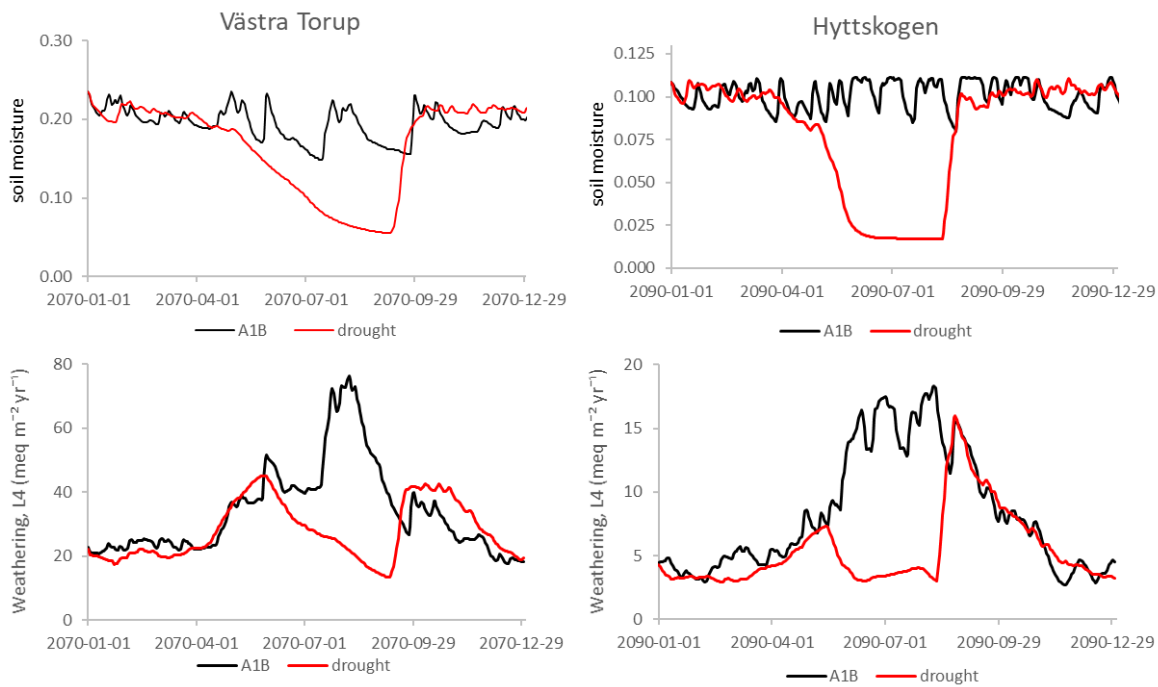 Västra Torup
0.30
0.20
0.10
0.00
soil moisture
2070-01-01 2070-04-01 2070-07-01 2070-09-29 2070-12-29
A1B drought
Hyttskogen
0.125
0.100
0.075
0.050
0.025
0.000
soil moisture
2090-01-01 2090-04-01 2090-07-01 2090-09-29 2090-12-29
A1B drought
80
60
40
20
0
Weathering, L4 (meq m⁻² yr⁻¹)
2070-01-01 2070-04-01 2070-07-01 2070-09-29 2070-12-29
A1B drought
20
15
10
5
0
Weathering, L4 (meq m⁻² yr⁻¹)
2090-01-01 2090-04-01 2090-07-01 2090-09-29 2090-12-29
A1B drought